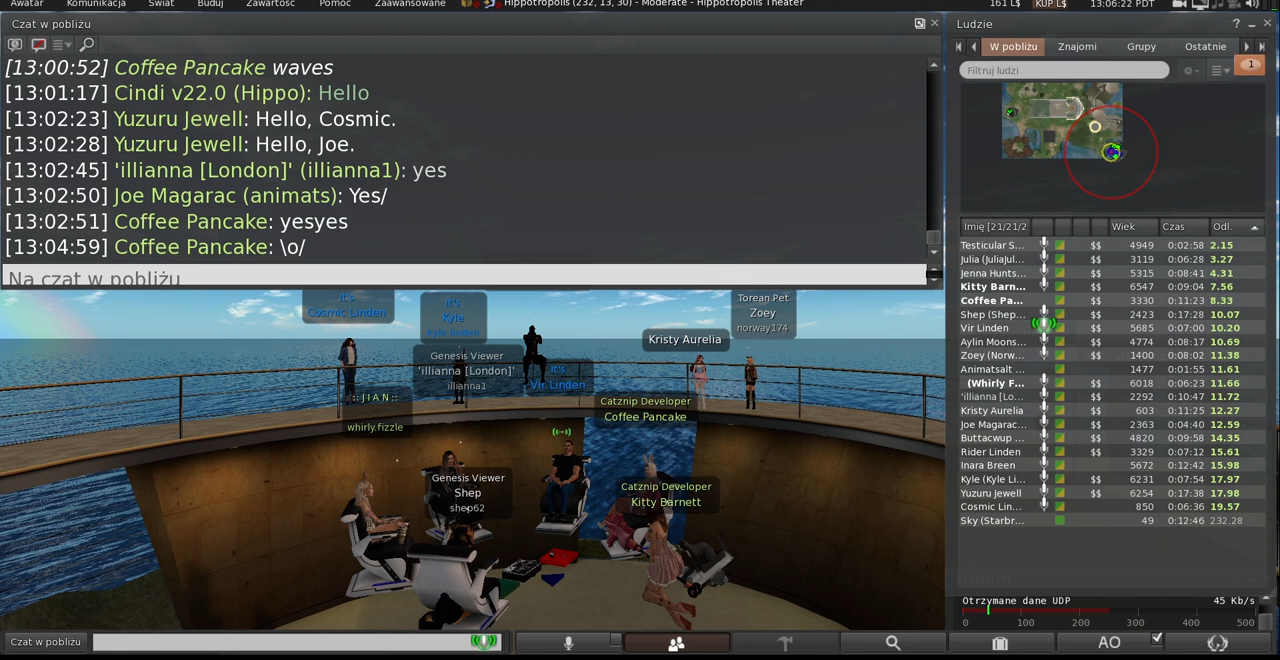 Awatar Komunikacja Świat Buduj Zawartość Pomoc Zaawansowane Hippotropolis (232, 13, 30) - Moderate - Hippotropolis Theater 161 L$ KUP L$ 13:06:22 PDT
Czat w pobliżu
[13:00:52] Coffee Pancake waves
[13:01:17] Cindi v22.0 (Hippo): Hello
[13:02:23] Yuzuru Jewell: Hello, Cosmic.
[13:02:28] Yuzuru Jewell: Hello, Joe.
[13:02:45] 'illianna [London]' (illianna1): yes
[13:02:50] Joe Magarac (animats): Yes/
[13:02:51] Coffee Pancake: yesyes
[13:04:59] Coffee Pancake: \o/
Na czat w pobliżu
It's
Cosmic Linden
It's
Kyle
kyle linden
Torean Pet
Zoey
norway174
Kristy Aurelia
Genesis Viewer
'illianna [London]'
illianna1
It's
Vir Linden
:: J I A N ::
whirly.fizzle
Catznip Developer
Coffee Pancake
Genesis Viewer
Shep
shep62
Catznip Developer
Kitty Barnett
Czat w pobliżu
Ludzie
? _ ×
W pobliżu Znajomi Grupy Ostatnie
Filtruj ludzi
1
Imię [21/21/2 Wiek Czas Odl.
Testicular S... $$ 4949 0:02:58 2.15
Julia (JuliaJul... $$ 3119 0:06:28 3.27
Jenna Hunts... $$ 5315 0:08:41 4.31
Kitty Barn... $$ 6547 0:09:04 7.56
Coffee Pa... $$ 3330 0:11:23 8.33
Shep (Shep... $$ 2423 0:17:28 10.07
Vir Linden $$ 5685 0:07:00 10.20
Aylin Moons... $$ 4774 0:08:17 10.69
Zoey (Norw... $$ 1400 0:08:02 11.38
Animatsalt ... 1477 0:01:55 11.61
(Whirly F... $$ 6018 0:06:23 11.66
'illianna [Lo... $$ 2292 0:10:47 11.72
Kristy Aurelia $$ 603 0:11:25 12.27
Joe Magarac... $$ 2363 0:04:40 12.59
Buttacwup ... $$ 4820 0:09:58 14.35
Rider Linden $$ 3329 0:07:12 15.61
Inara Breen 5672 0:12:42 15.98
Kyle (Kyle Li... $$ 6231 0:07:54 17.97
Yuzuru Jewell $$ 6254 0:17:38 17.98
Cosmic Lin... 850 0:06:36 19.57
Sky (Starbr... 49 0:12:46 232.28
Otrzymane dane UDP 45 Kb/s
0 100 200 300 400 500
AO